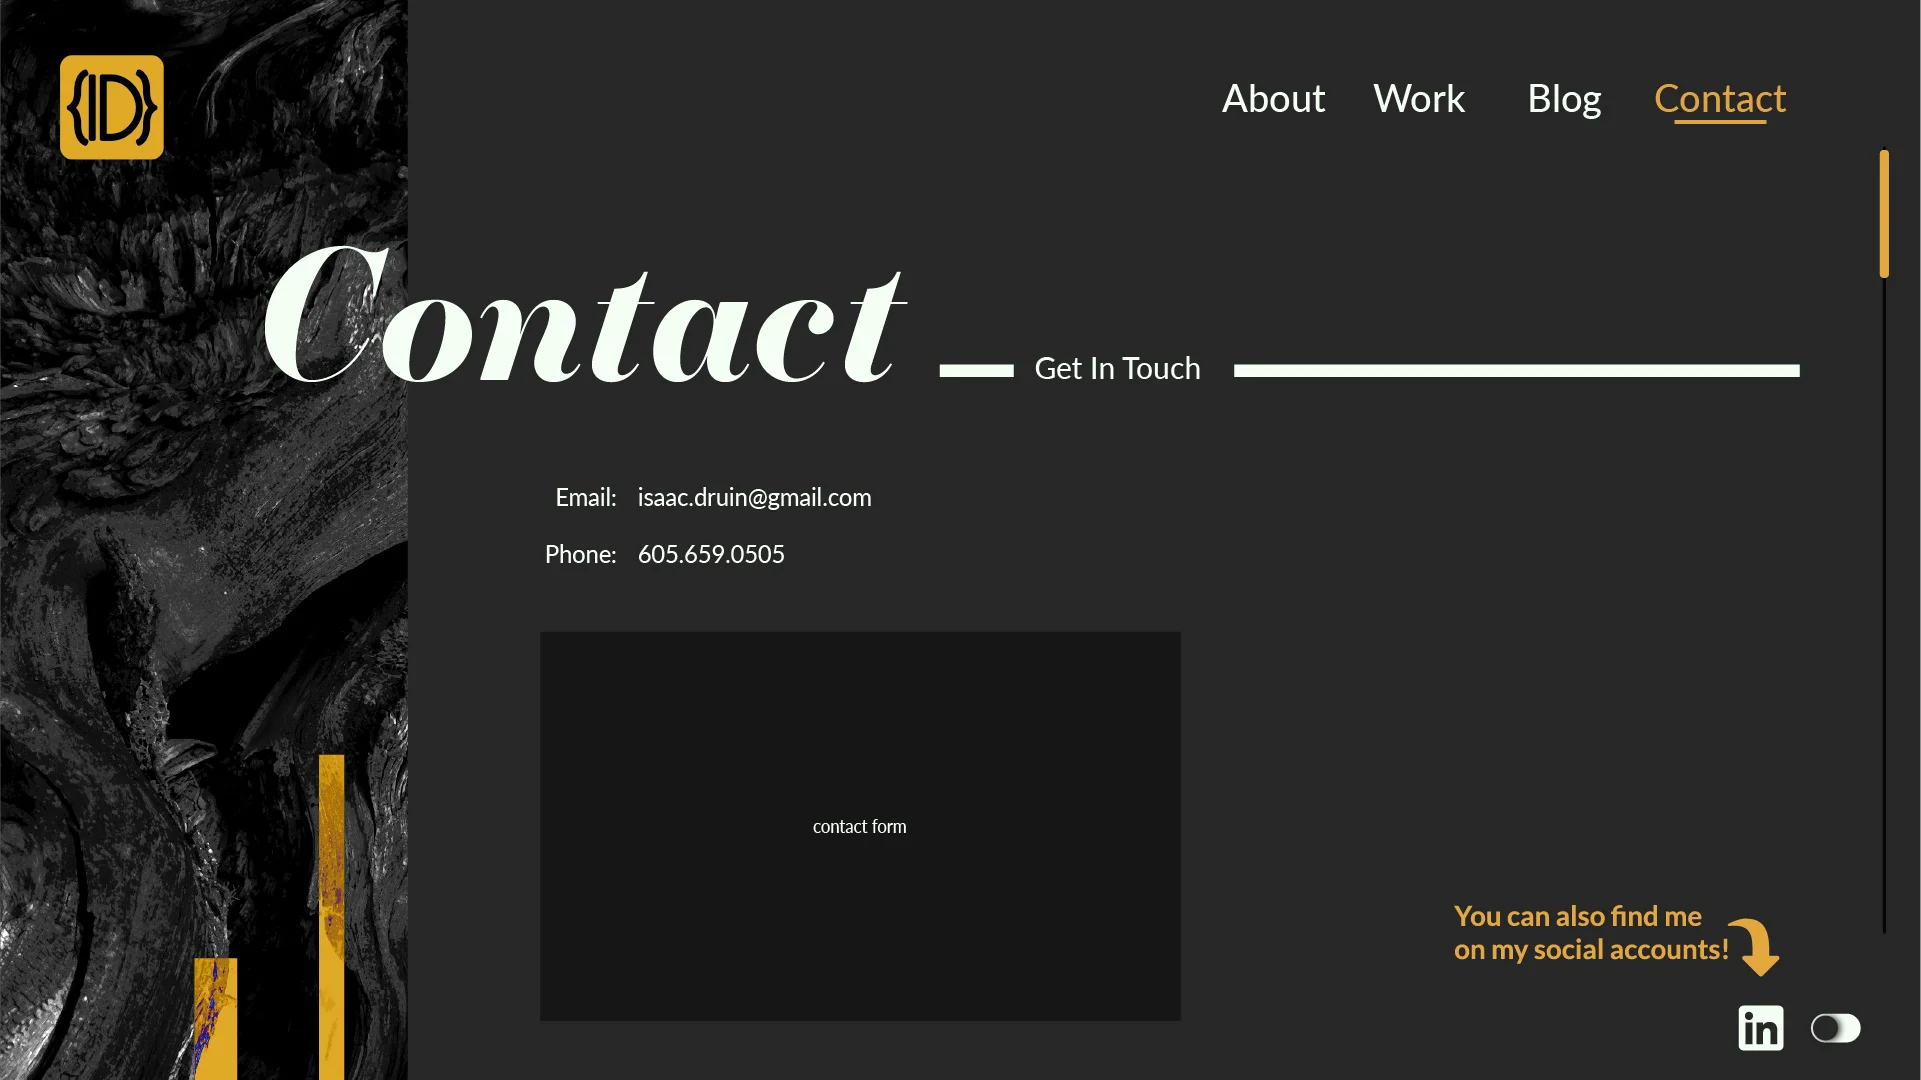 {ID}
About Work Blog Contact
Contact
Get In Touch
Email: isaac.druin@gmail.com
Phone: 605.659.0505
contact form
You can also find me
on my social accounts!
in